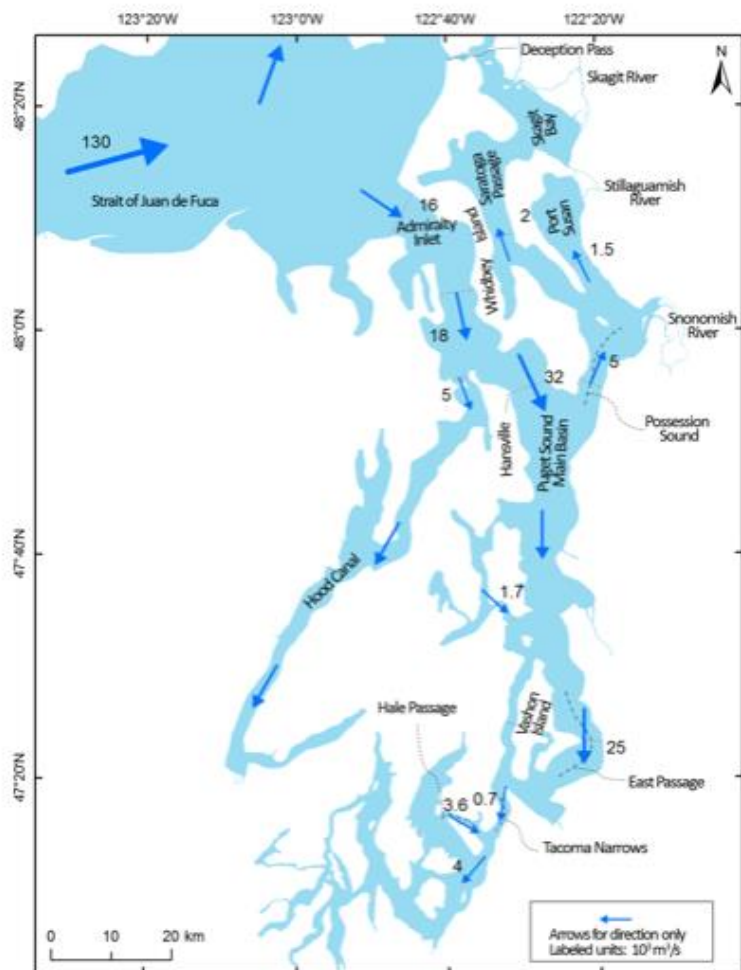 123°20'W 123°0'W 122°40'W 122°20'W
Deception Pass
N
Skagit River
48°20'N
Skagit
Bay
130
Saratoga
Passage
Stillaguamish
River
Strait of Juan de Fuca
16
Admiralty
Inlet
Whidbey
Island
2
Port
Susan
1.5
48°0'N
18
Snonomish
River
5
32
5
Possession
Sound
Hansville
Puget Sound
Main Basin
47°40'N
Hood Canal
1.7
Hale Passage
Vashon
Island
25
47°20'N
East Passage
3.6
0.7
Tacoma Narrows
4
0 10 20 km
Arrows for direction only
Labeled units: 10³ m³/s